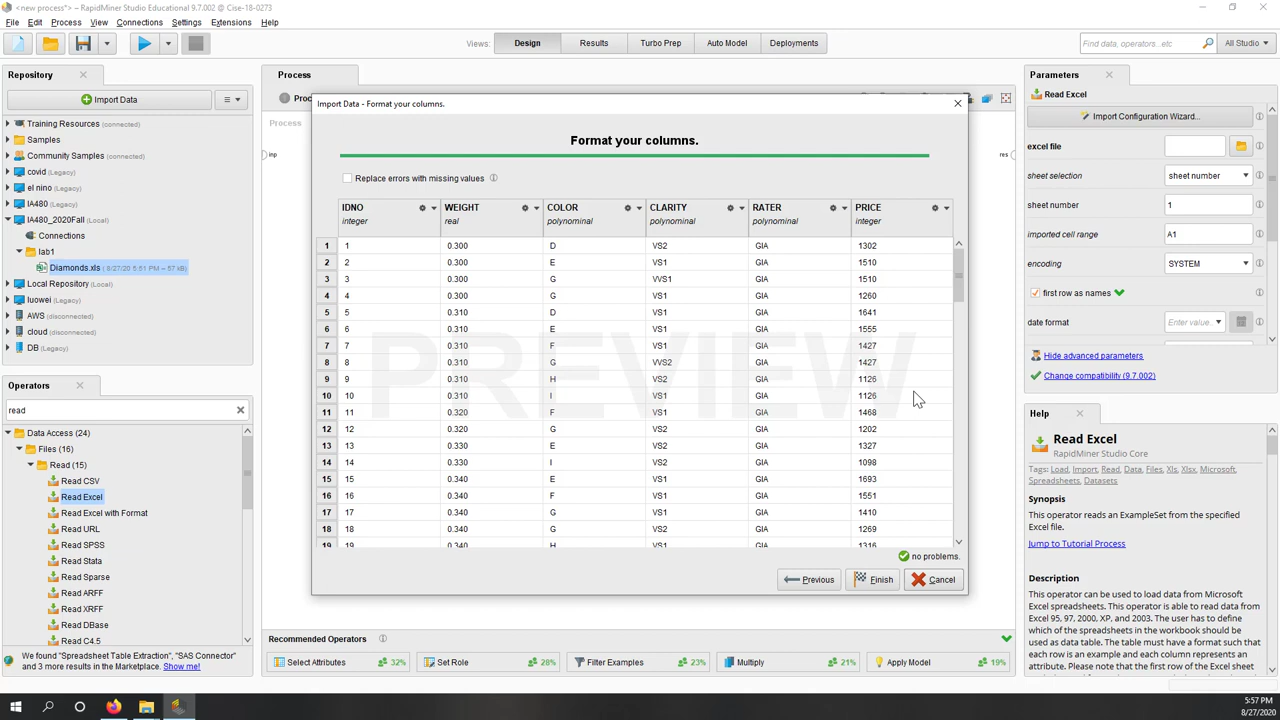 <new process*> – RapidMiner Studio Educational 9.7.002 @ Cise-18-0273
File Edit Process View Connections Settings Extensions Help
Views: Design Results Turbo Prep Auto Model Deployments
Find data, operators...etc All Studio
Repository
Import Data
Training Resources (connected)
Samples
Community Samples (connected)
covid (Legacy)
el nino (Legacy)
IA480 (Legacy)
IA480_2020Fall (Local)
Connections
lab1
Diamonds.xls (8/27/20 5:51 PM – 57 kB)
Local Repository (Local)
luowei (Legacy)
AWS (disconnected)
cloud (disconnected)
DB (Legacy)
Operators
read
Data Access (24)
Files (16)
Read (15)
Read CSV
Read Excel
Read Excel with Format
Read URL
Read SPSS
Read Stata
Read Sparse
Read ARFF
Read XRFF
Read DBase
Read C4.5
We found "Spreadsheet Table Extraction", "SAS Connector"
and 3 more results in the Marketplace. Show me!
Process
Process
inp
res
Import Data - Format your columns.
Format your columns.
Replace errors with missing values
IDNO WEIGHT COLOR CLARITY RATER PRICE
integer real polynominal polynominal polynominal integer
1 1 0.300 D VS2 GIA 1302
2 2 0.300 E VS1 GIA 1510
3 3 0.300 G VVS1 GIA 1510
4 4 0.300 G VS1 GIA 1260
5 5 0.310 D VS1 GIA 1641
6 6 0.310 E VS1 GIA 1555
7 7 0.310 F VS1 GIA 1427
8 8 0.310 G VVS2 GIA 1427
9 9 0.310 H VS2 GIA 1126
10 10 0.310 I VS1 GIA 1126
11 11 0.320 F VS1 GIA 1468
12 12 0.320 G VS2 GIA 1202
13 13 0.330 E VS2 GIA 1327
14 14 0.330 I VS2 GIA 1098
15 15 0.340 E VS1 GIA 1693
16 16 0.340 F VS1 GIA 1551
17 17 0.340 G VS1 GIA 1410
18 18 0.340 G VS2 GIA 1269
19 19 0.340 H VS1 GIA 1316
PREVIEW
no problems.
Previous Finish Cancel
Recommended Operators
Select Attributes 32% Set Role 28% Filter Examples 23% Multiply 21% Apply Model 19%
Parameters
Read Excel
Import Configuration Wizard...
excel file
sheet selection sheet number
sheet number 1
imported cell range A1
encoding SYSTEM
first row as names
date format Enter value...
Hide advanced parameters
Change compatibility (9.7.002)
Help
Read Excel
RapidMiner Studio Core
Tags: Load, Import, Read, Data, Files, Xls, Xlsx, Microsoft,
Spreadsheets, Datasets
Synopsis
This operator reads an ExampleSet from the specified
Excel file.
Jump to Tutorial Process
Description
This operator can be used to load data from Microsoft
Excel spreadsheets. This operator is able to read data from
Excel 95, 97, 2000, XP, and 2003. The user has to define
which of the spreadsheets in the workbook should be
used as data table. The table must have a format such that
each row is an example and each column represents an
attribute. Please note that the first row of the Excel sheet
5:57 PM
8/27/2020